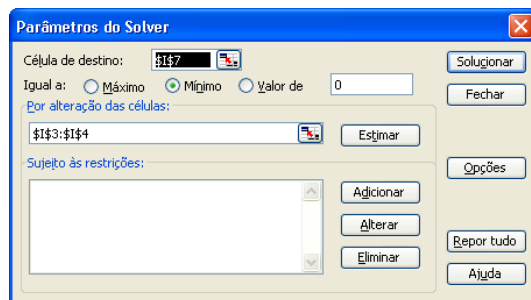 Parâmetros do Solver
Célula de destino: $I$7 Solucionar
Igual a: Máximo Mínimo Valor de 0 Fechar
Por alteração das células:
$I$3:$I$4 Estimar
Sujeito às restrições: Opções
Adicionar
Alterar
Repor tudo
Eliminar
Ajuda